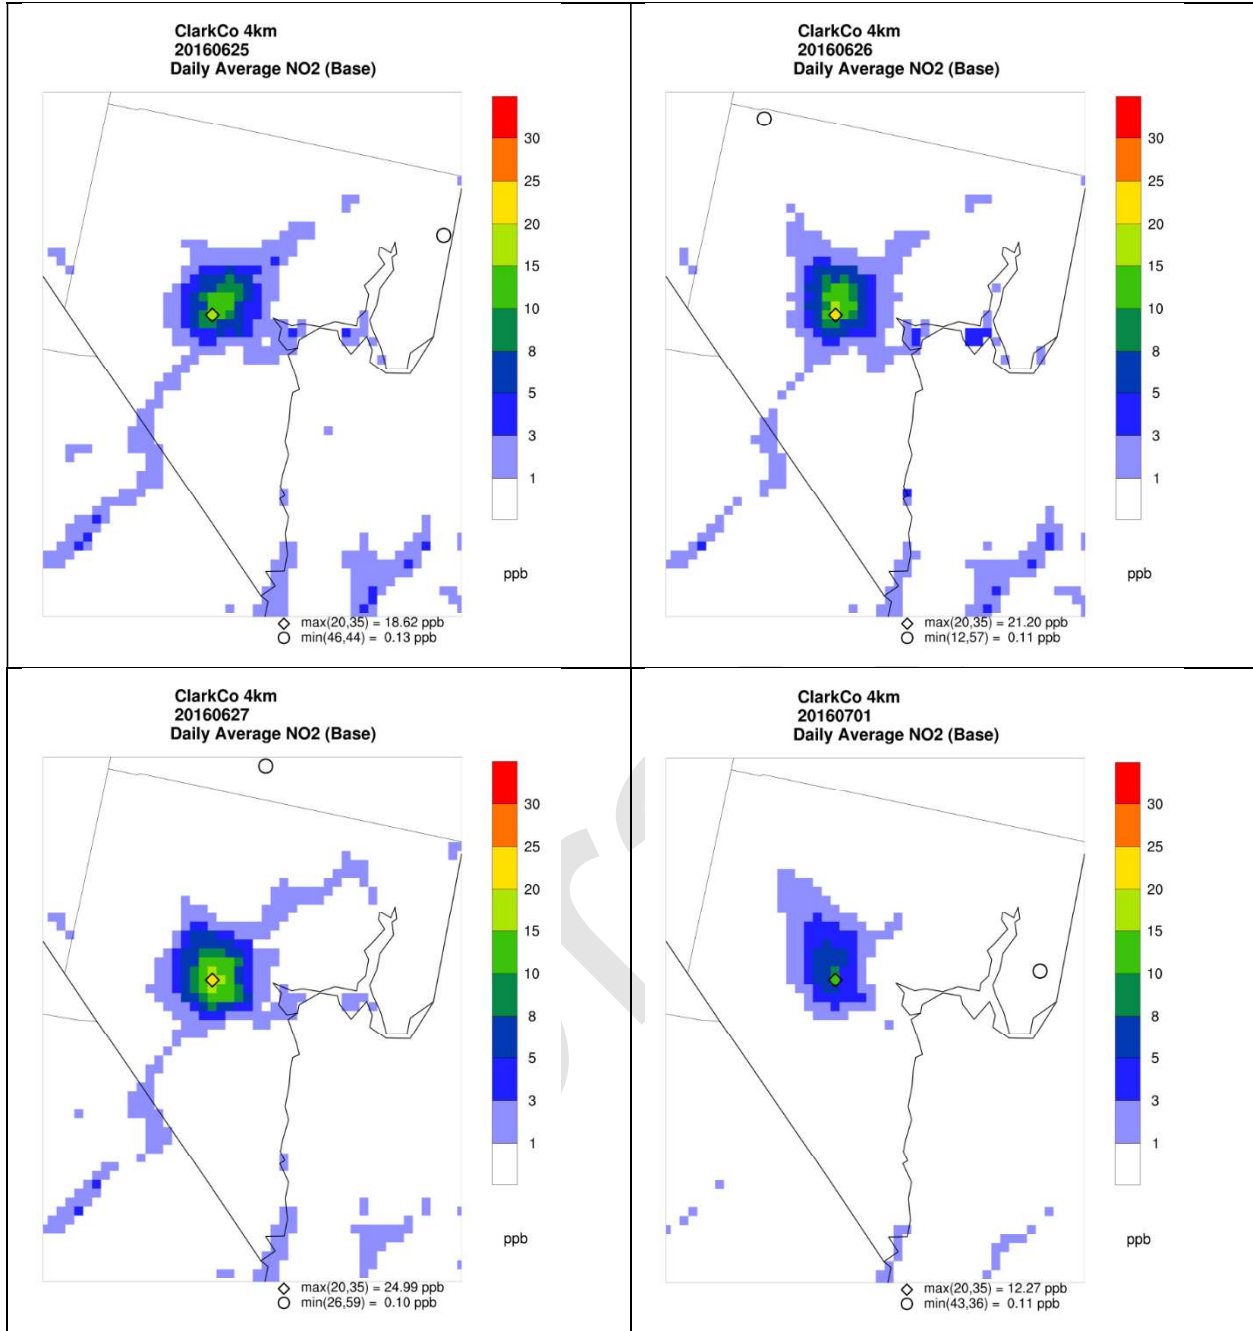 ClarkCo 4km
20160625
Daily Average NO2 (Base)
30
25
20
15
10
8
5
3
1
ppb
max(20,35) = 18.62 ppb
min(46,44) = 0.13 ppb
ClarkCo 4km
20160626
Daily Average NO2 (Base)
30
25
20
15
10
8
5
3
1
ppb
max(20,35) = 21.20 ppb
min(12,57) = 0.11 ppb
ClarkCo 4km
20160627
Daily Average NO2 (Base)
30
25
20
15
10
8
5
3
1
ppb
max(20,35) = 24.99 ppb
min(26,59) = 0.10 ppb
ClarkCo 4km
20160701
Daily Average NO2 (Base)
30
25
20
15
10
8
5
3
1
ppb
max(20,35) = 12.27 ppb
min(43,36) = 0.11 ppb